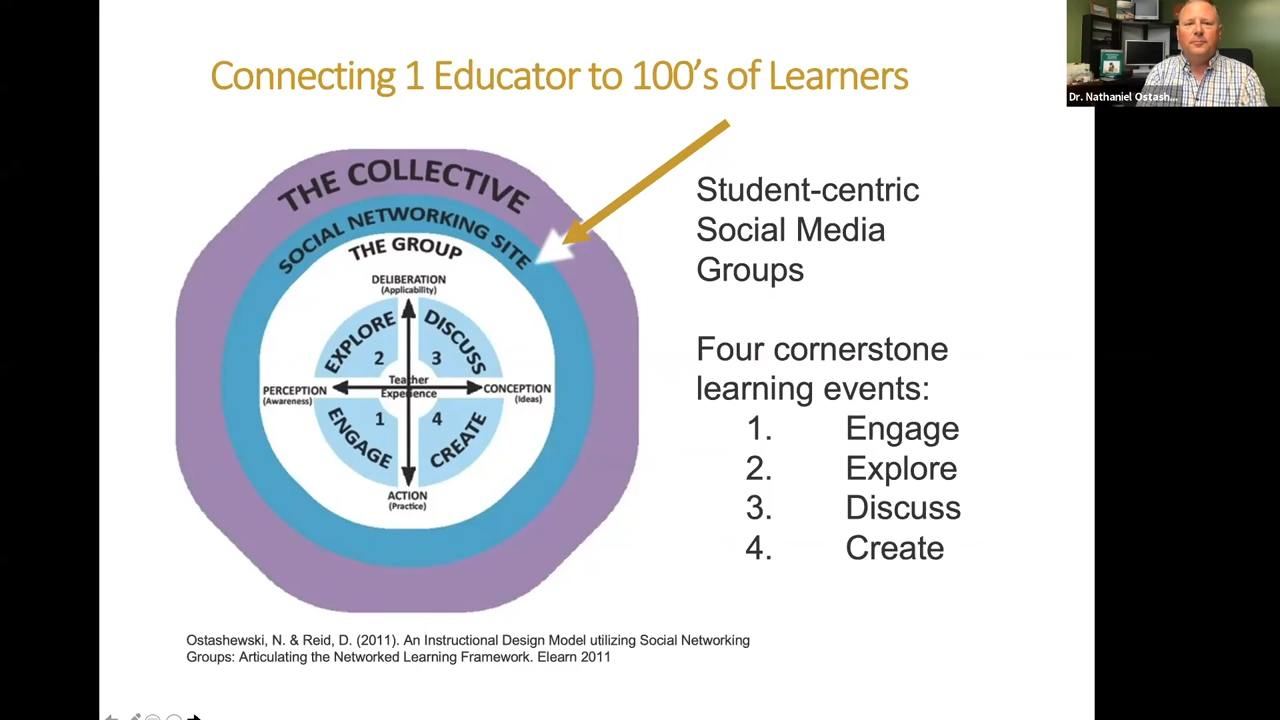 Connecting 1 Educator to 100's of Learners
Dr. Nathaniel Ostash...
THE COLLECTIVE
SOCIAL NETWORKING SITE
THE GROUP
DELIBERATION
(Applicability)
EXPLORE
2
DISCUSS
3
PERCEPTION
(Awareness)
Teacher
Experience
CONCEPTION
(Ideas)
ENGAGE
1
CREATE
4
ACTION
(Practice)
Student-centric
Social Media
Groups
Four cornerstone
learning events:
1. Engage
2. Explore
3. Discuss
4. Create
Ostashewski, N. & Reid, D. (2011). An Instructional Design Model utilizing Social Networking
Groups: Articulating the Networked Learning Framework. Elearn 2011